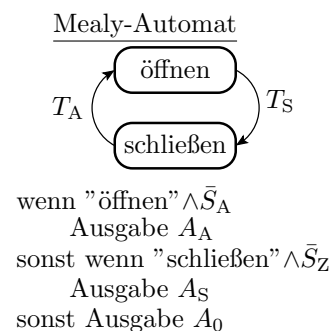 Mealy-Automat
öffnen
T_A
T_S
schließen
wenn ”öffnen”∧S̄_A
Ausgabe A_A
sonst wenn ”schließen”∧S̄_Z
Ausgabe A_S
sonst Ausgabe A_0